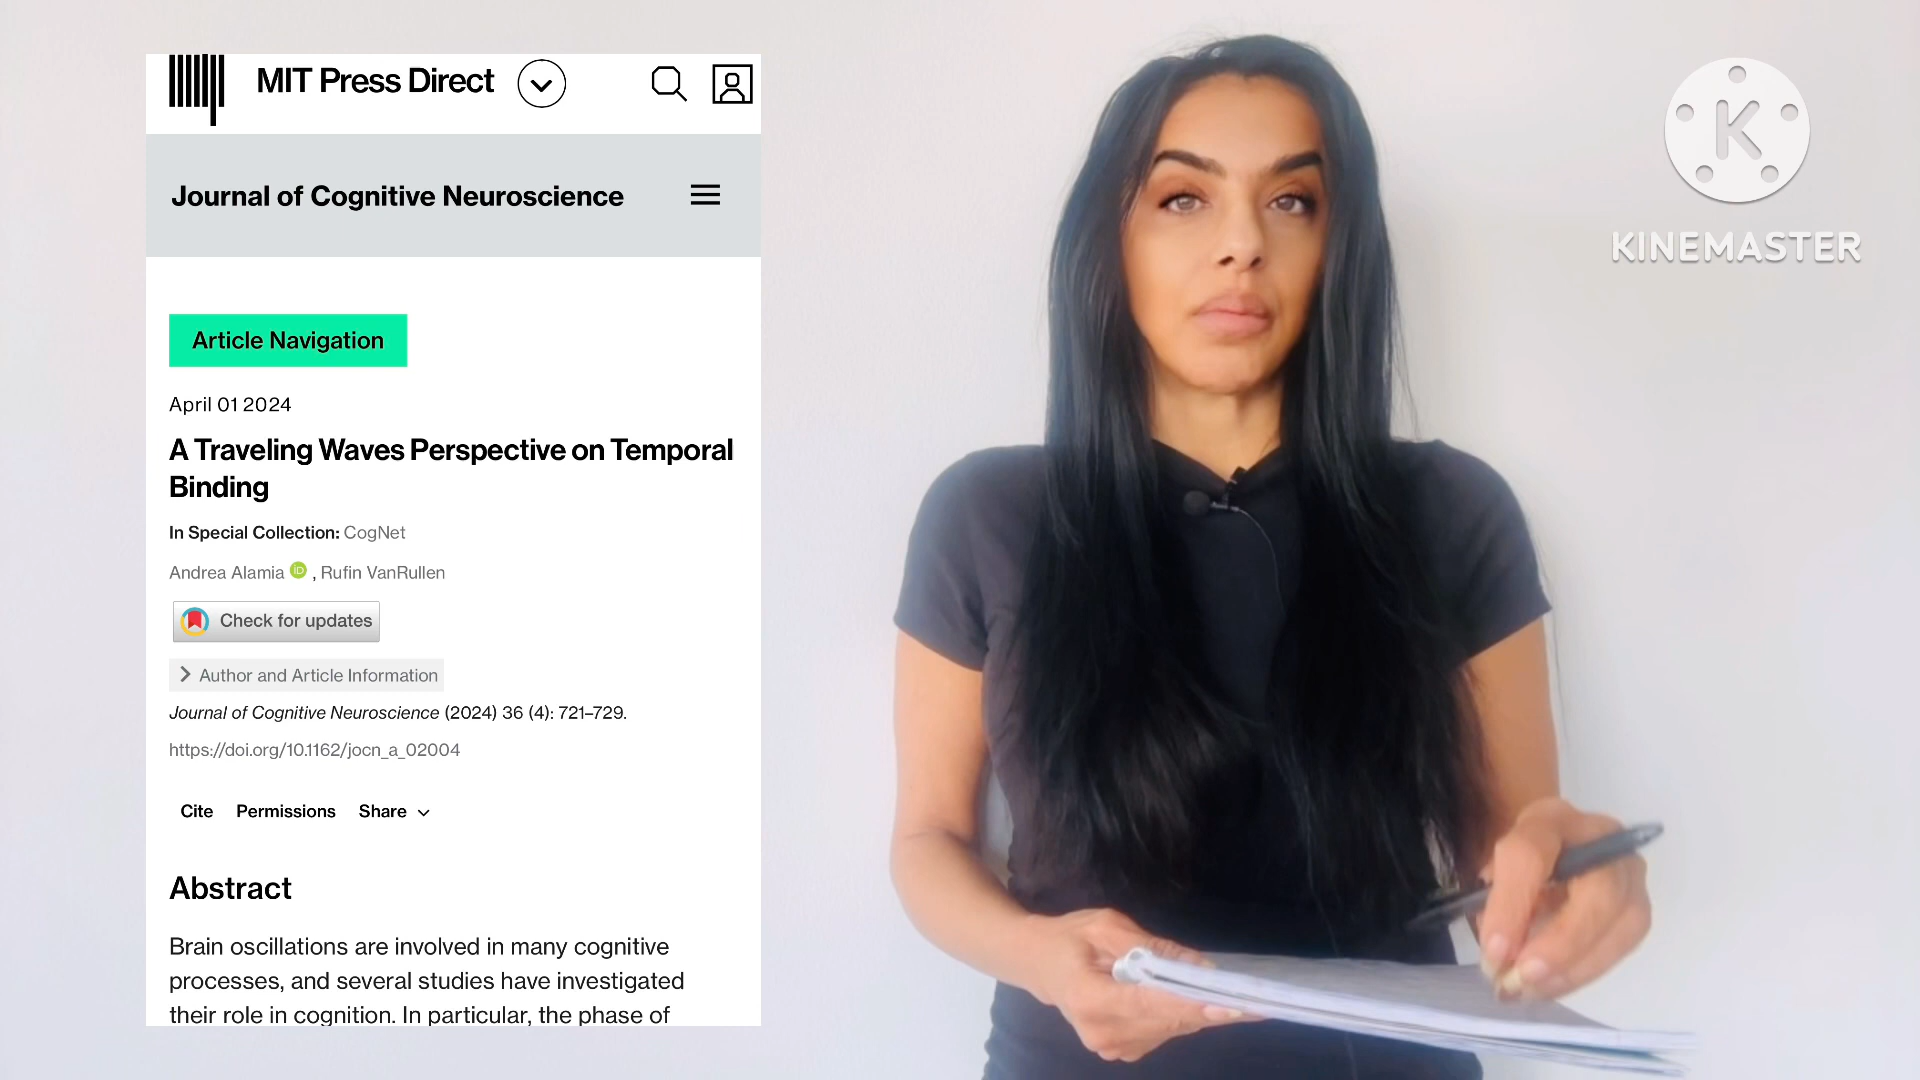 MIT Press Direct
Journal of Cognitive Neuroscience
Article Navigation
April 01 2024
A Traveling Waves Perspective on Temporal
Binding
In Special Collection: CogNet
Andrea Alamia iD , Rufin VanRullen
Check for updates
Author and Article Information
Journal of Cognitive Neuroscience (2024) 36 (4): 721–729.
https://doi.org/10.1162/jocn_a_02004
Cite Permissions Share
Abstract
Brain oscillations are involved in many cognitive
processes, and several studies have investigated
their role in cognition. In particular, the phase of
K
KINEMASTER